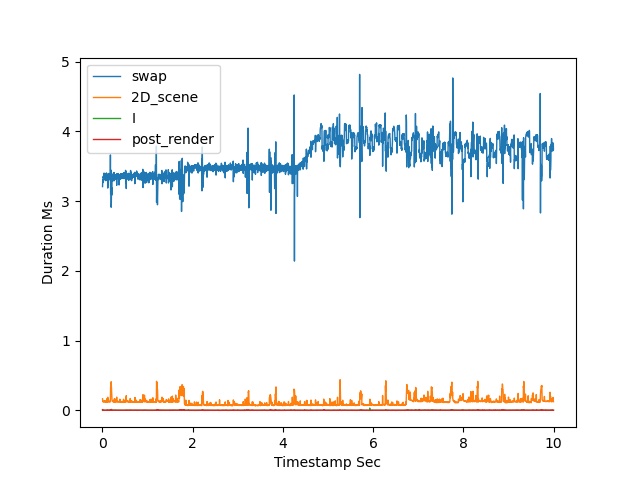 5
4
3
2
1
0
Duration Ms
swap
2D_scene
I
post_render
0
2
4
6
8
10
Timestamp Sec